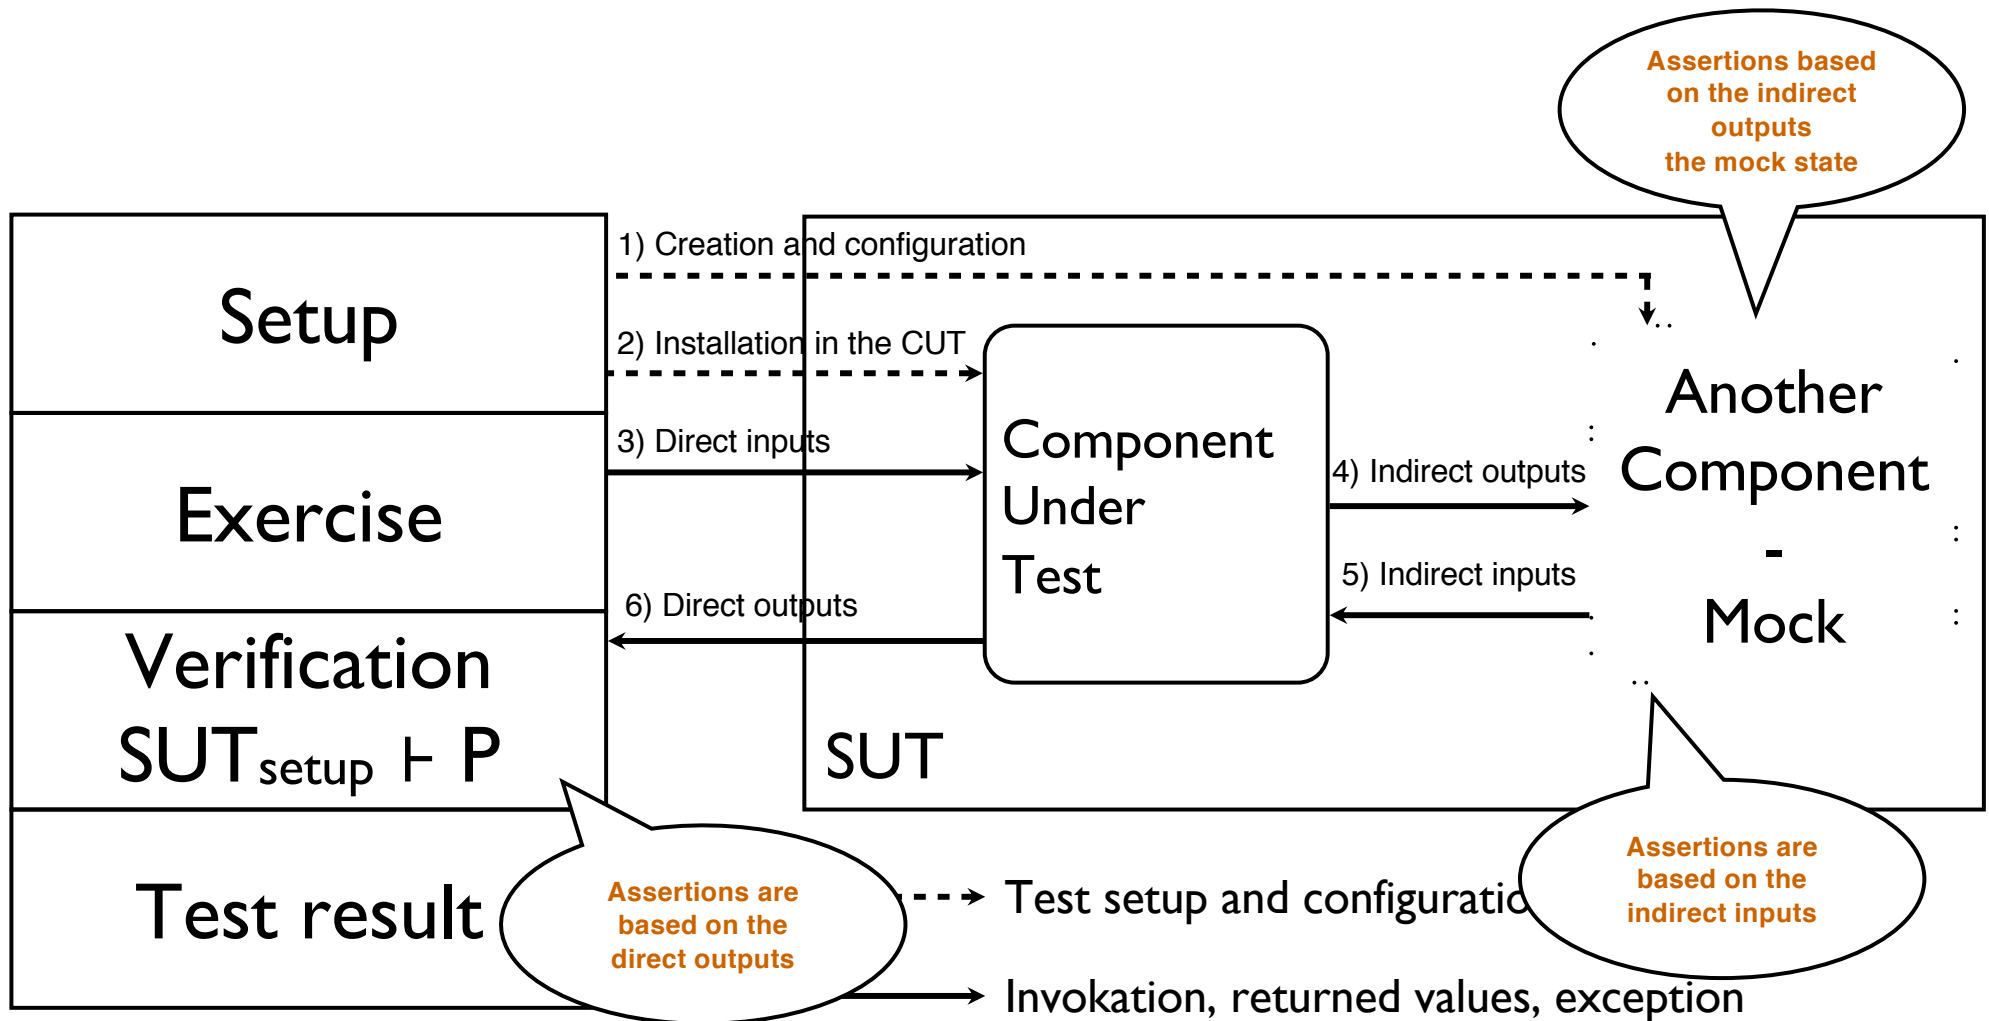 Assertions based
on the indirect
outputs
the mock state
Setup
1) Creation and configuration
2) Installation in the CUT
Exercise
3) Direct inputs
Component
Under
Test
4) Indirect outputs
5) Indirect inputs
6) Direct outputs
Another
Component
-
Mock
Verification
SUTsetup ⊢ P
SUT
Test result
Assertions are
based on the
direct outputs
Assertions are
based on the
indirect inputs
Test setup and configuratio
Invokation, returned values, exception